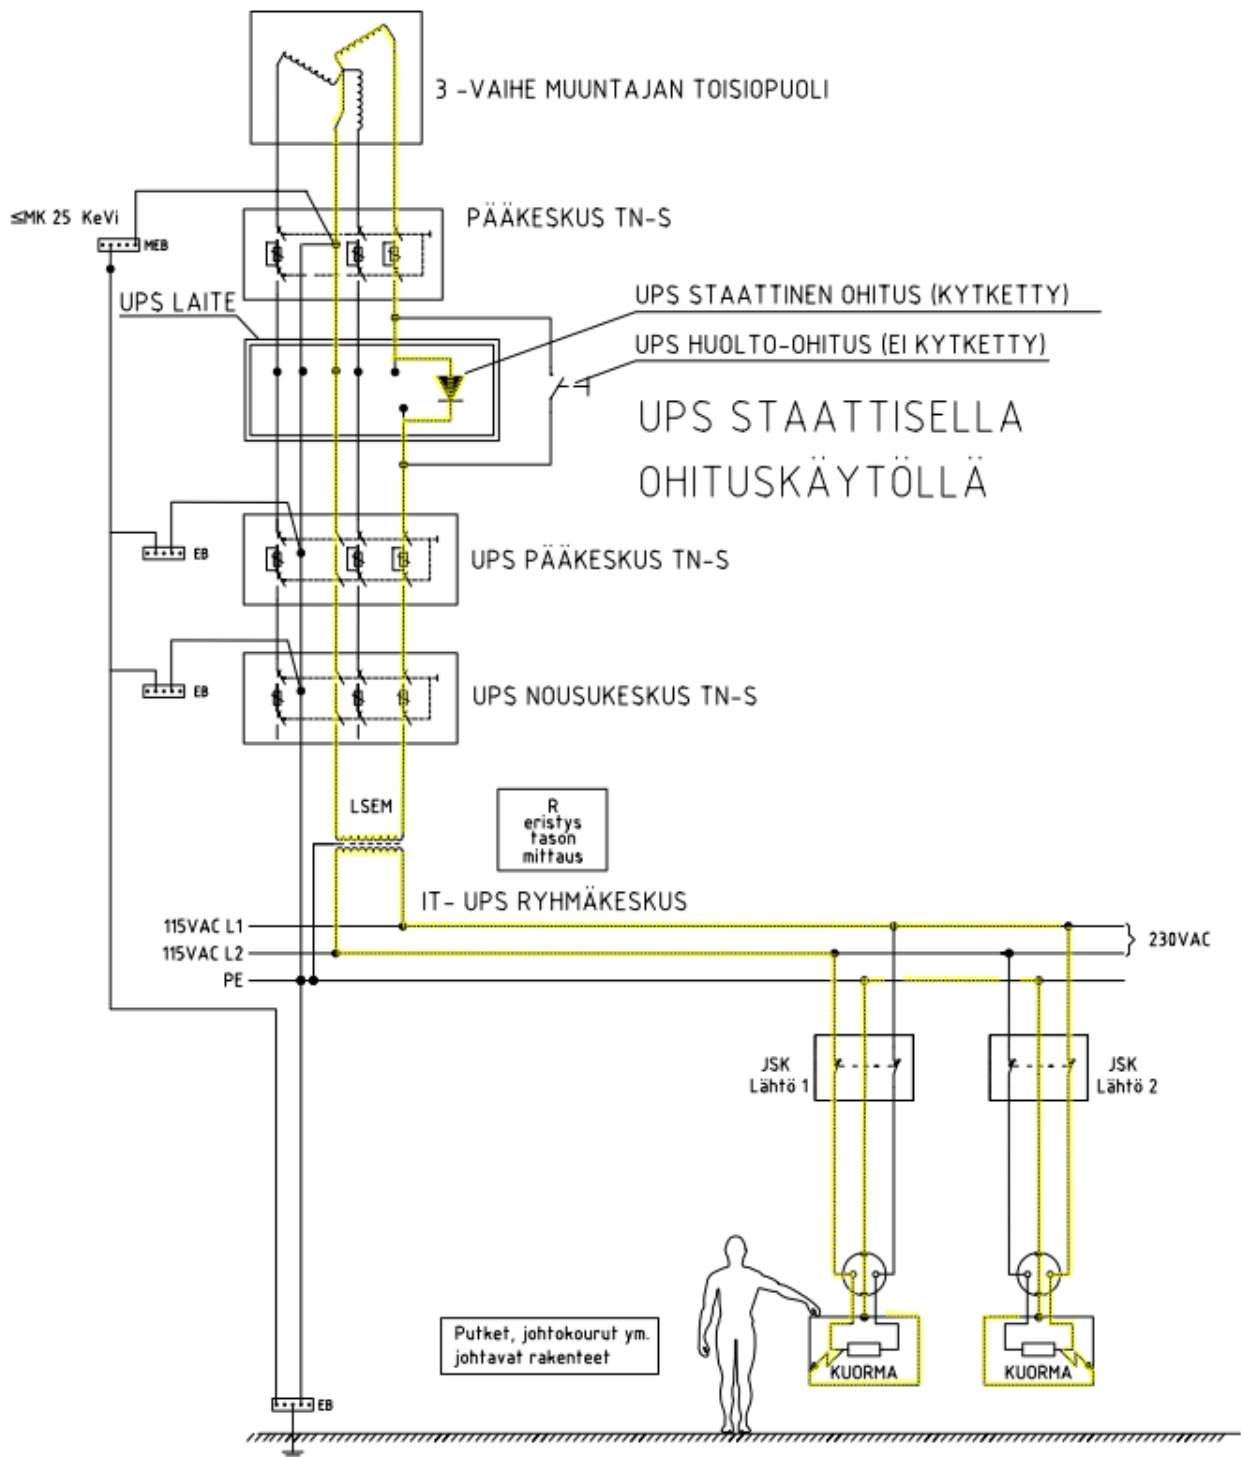 3 -VAIHE MUUNTAJAN TOISIOPUOLI
≤MK 25 KeVi
MEB
PÄÄKESKUS TN-S
UPS LAITE
UPS STAATTINEN OHITUS (KYTKETTY)
UPS HUOLTO-OHITUS (EI KYTKETTY)
UPS STAATTISELLA
OHITUSKÄYTÖLLÄ
EB
UPS PÄÄKESKUS TN-S
EB
UPS NOUSUKESKUS TN-S
LSEM
R
eristys
tason
mittaus
IT- UPS RYHMÄKESKUS
115VAC L1
115VAC L2
PE
230VAC
JSK
Lähtö 1
JSK
Lähtö 2
Putket, johtokourut ym.
johtavat rakenteet
KUORMA
KUORMA
EB